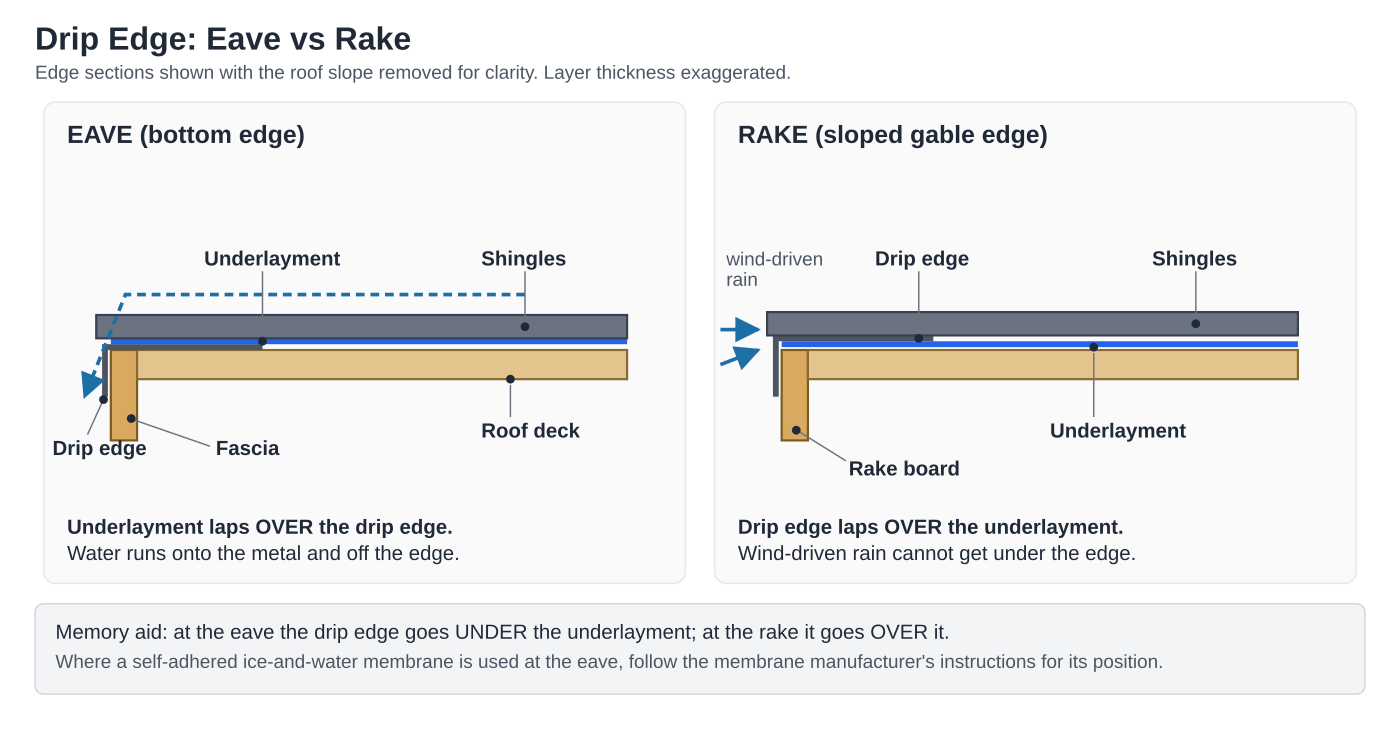 Drip Edge: Eave vs Rake
Edge sections shown with the roof slope removed for clarity. Layer thickness exaggerated.
EAVE (bottom edge)
Underlayment
Shingles
Drip edge
Fascia
Roof deck
Underlayment laps OVER the drip edge.
Water runs onto the metal and off the edge.
RAKE (sloped gable edge)
wind-driven
rain
Drip edge
Shingles
Underlayment
Rake board
Drip edge laps OVER the underlayment.
Wind-driven rain cannot get under the edge.
Memory aid: at the eave the drip edge goes UNDER the underlayment; at the rake it goes OVER it.
Where a self-adhered ice-and-water membrane is used at the eave, follow the membrane manufacturer's instructions for its position.